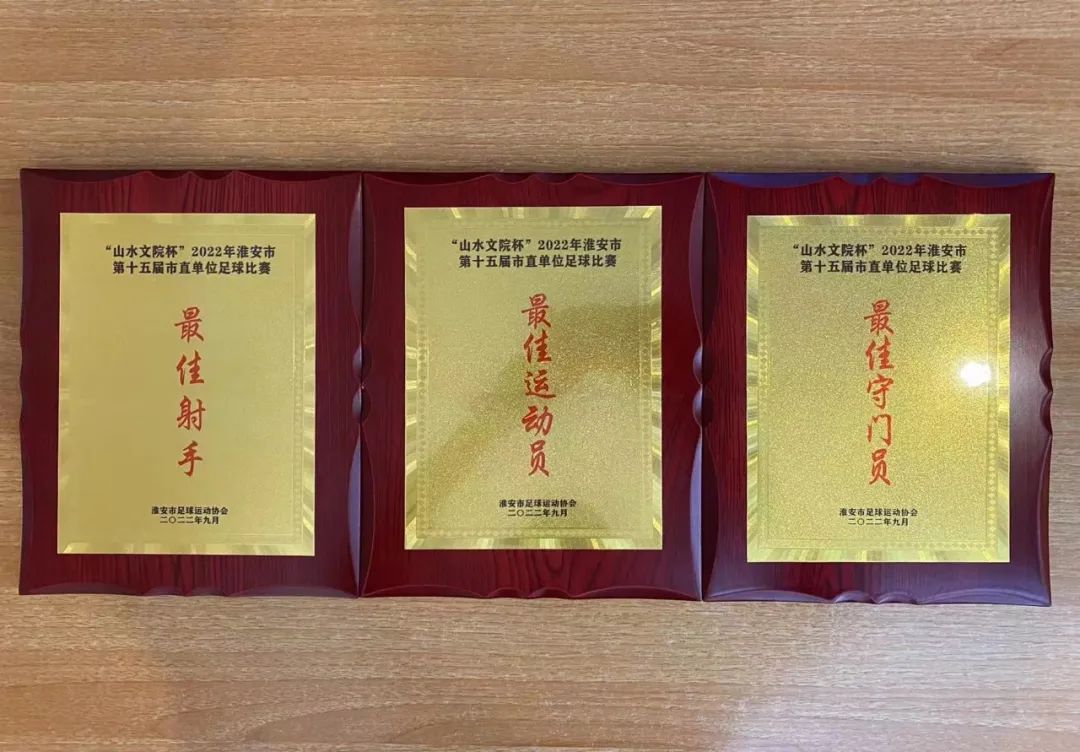 “山水文院杯”2022年淮安市
第十五届市直单位足球比赛
最佳射手
淮安市足球运动协会
二〇二二年九月
“山水文院杯”2022年淮安市
第十五届市直单位足球比赛
最佳运动员
淮安市足球运动协会
二〇二二年九月
“山水文院杯”2022年淮安市
第十五届市直单位足球比赛
最佳守门员
淮安市足球运动协会
二〇二二年九月